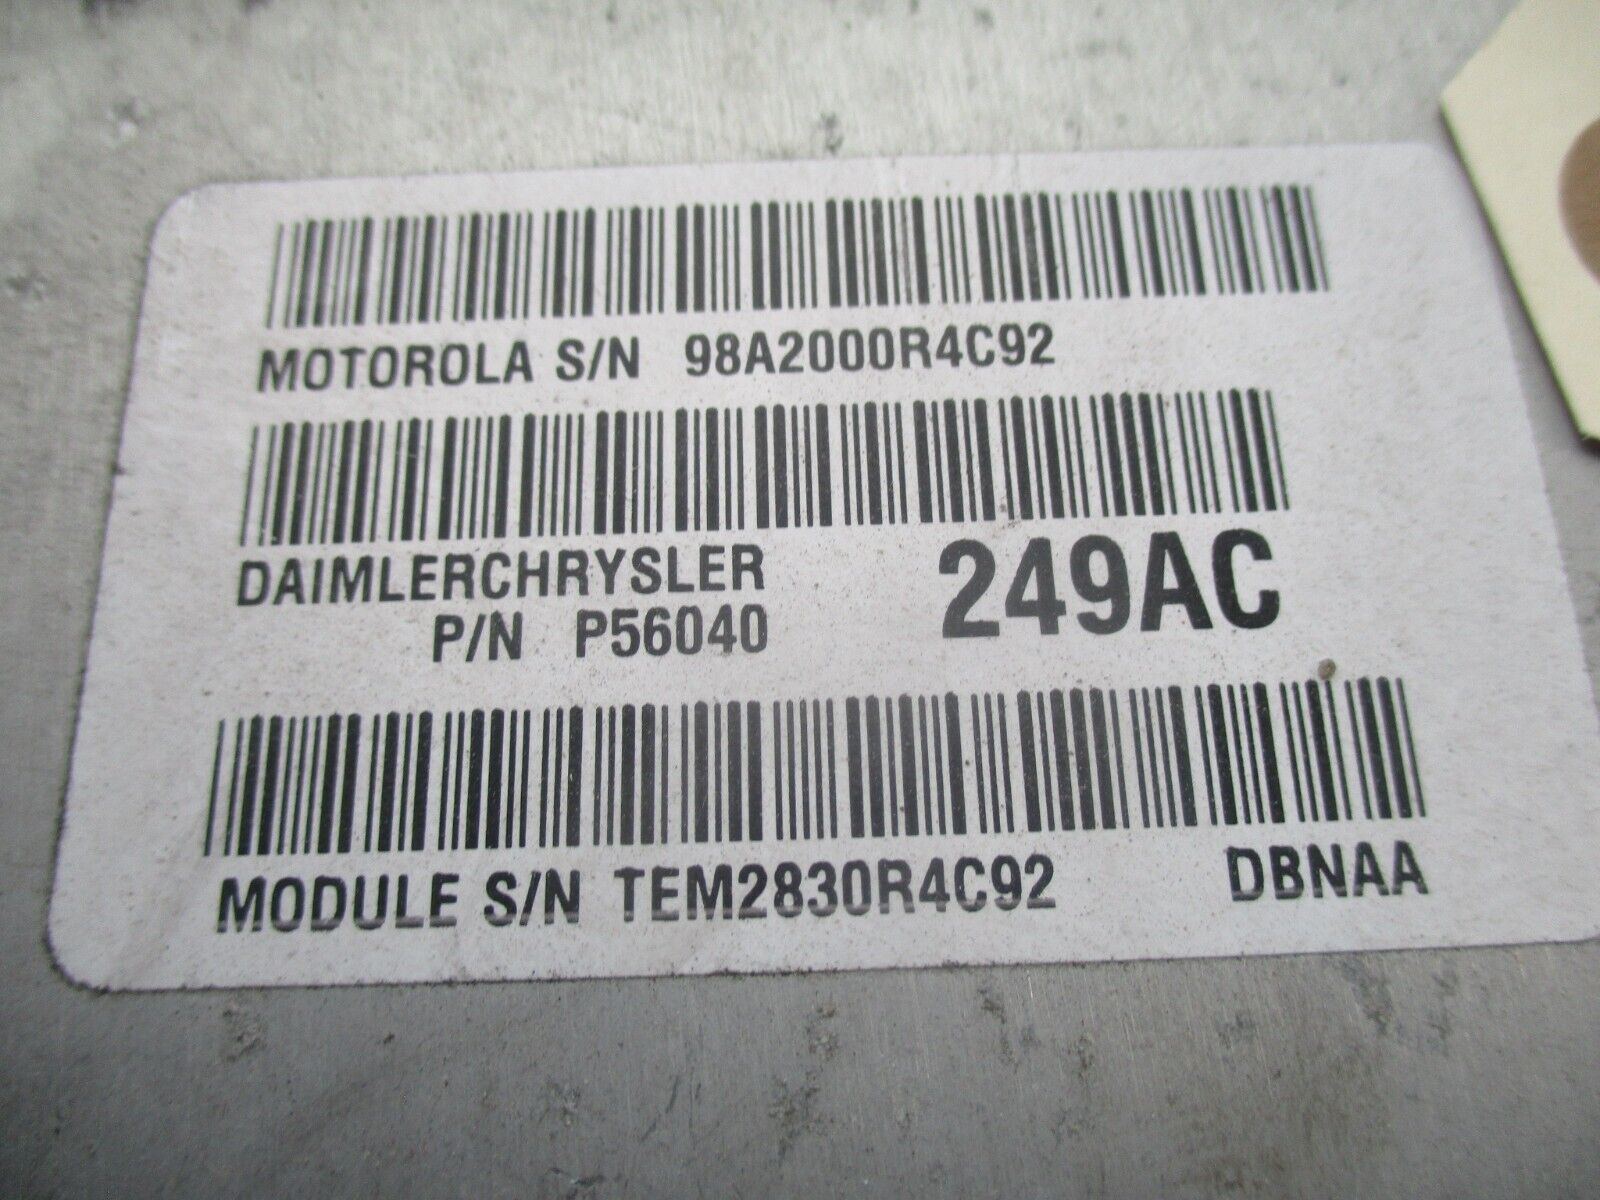 MOTOROLA S/N 98A2000R4C92
DAIMLERCHRYSLER
P/N P56040 249AC
MODULE S/N TEM2830R4C92 DBNAA